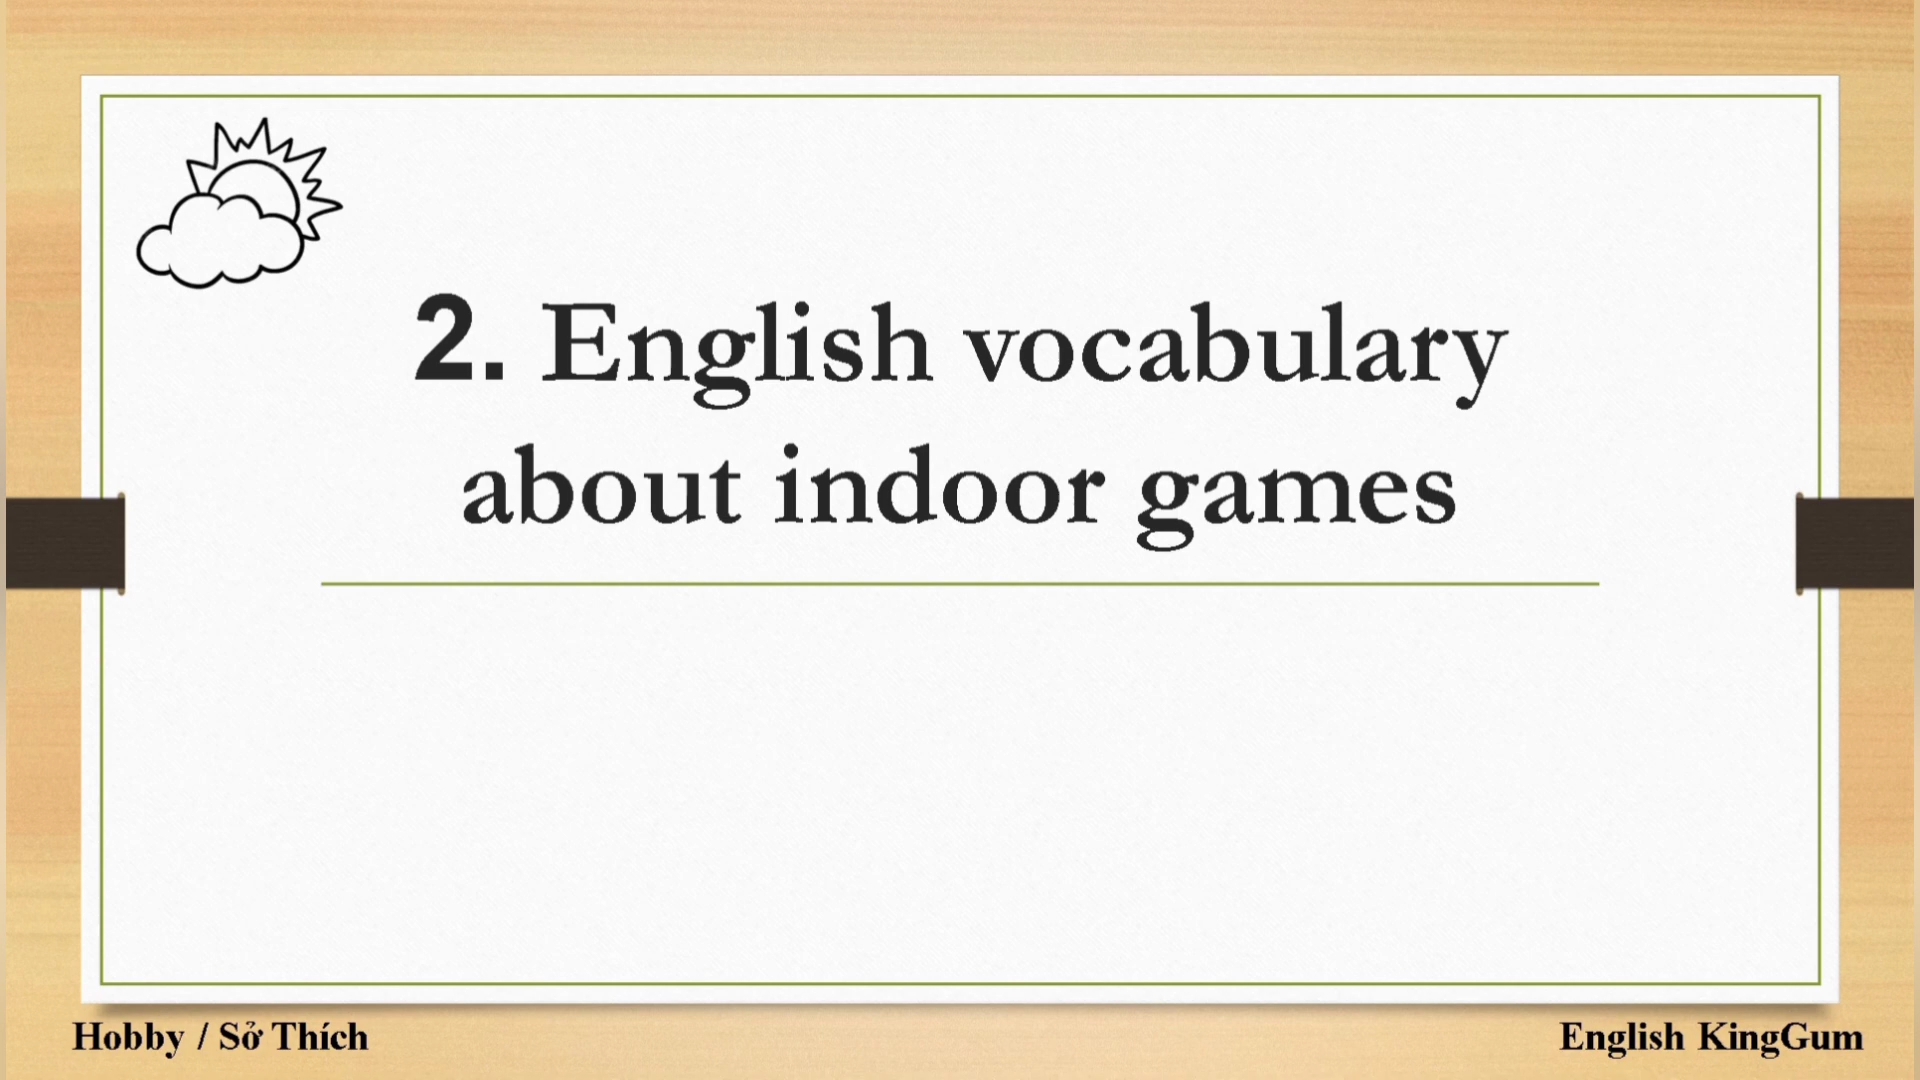 2. English vocabulary
about indoor games
Hobby / Sở Thích
English KingGum